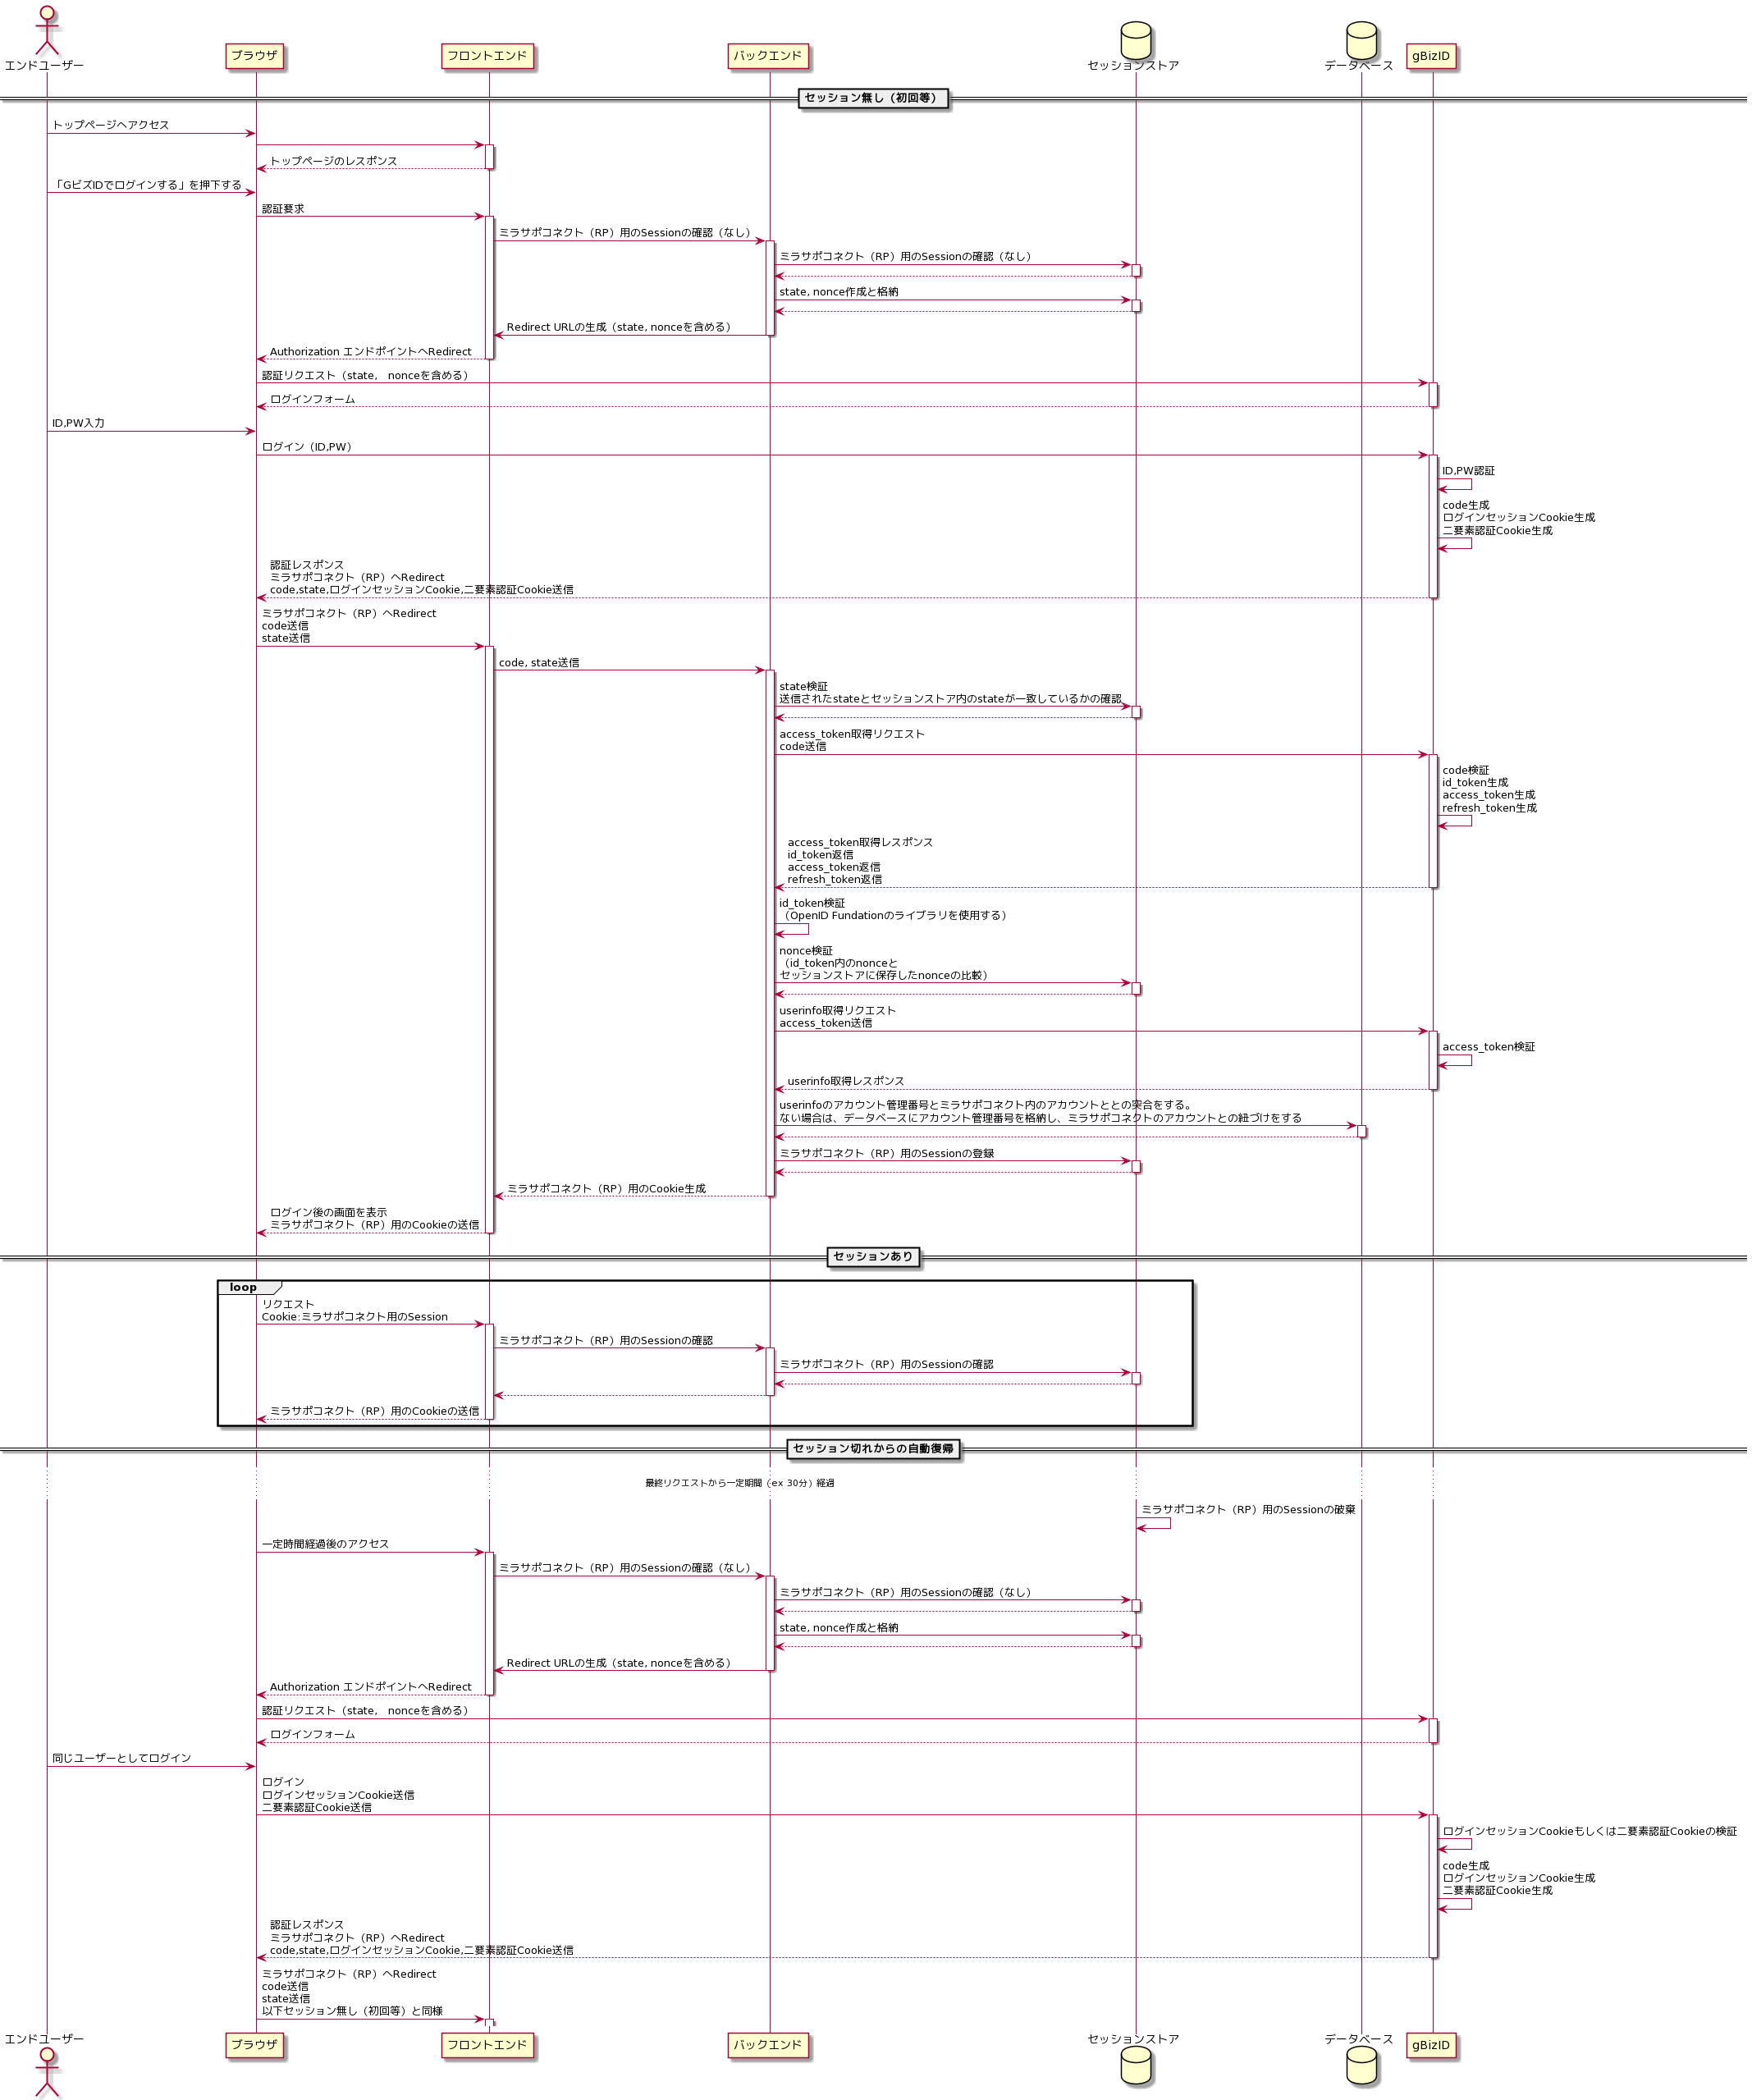 エンドユーザー
ブラウザ
フロントエンド
バックエンド
セッションストア
データベース
gBizID
セッション無し（初回等）
トップページへアクセス
トップページのレスポンス
「GビズIDでログインする」を押下する
認証要求
ミラサポコネクト（RP）用のSessionの確認（なし）
ミラサポコネクト（RP）用のSessionの確認（なし）
state, nonce作成と格納
Redirect URLの生成（state, nonceを含める）
Authorization エンドポイントへRedirect
認証リクエスト（state,　nonceを含める）
ログインフォーム
ID,PW入力
ログイン（ID,PW）
ID,PW認証
code生成
ログインセッションCookie生成
二要素認証Cookie生成
認証レスポンス
ミラサポコネクト（RP）へRedirect
code,state,ログインセッションCookie,二要素認証Cookie送信
ミラサポコネクト（RP）へRedirect
code送信
state送信
code, state送信
state検証
送信されたstateとセッションストア内のstateが一致しているかの確認
access_token取得リクエスト
code送信
code検証
id_token生成
access_token生成
refresh_token生成
access_token取得レスポンス
id_token返信
access_token返信
refresh_token返信
id_token検証
（OpenID Fundationのライブラリを使用する）
nonce検証
（id_token内のnonceと
セッションストアに保存したnonceの比較）
userinfo取得リクエスト
access_token送信
access_token検証
userinfo取得レスポンス
userinfoのアカウント管理番号とミラサポコネクト内のアカウントととの突合をする。
ない場合は、データベースにアカウント管理番号を格納し、ミラサポコネクトのアカウントとの紐づけをする
ミラサポコネクト（RP）用のSessionの登録
ミラサポコネクト（RP）用のCookie生成
ログイン後の画面を表示
ミラサポコネクト（RP）用のCookieの送信
セッションあり
loop
リクエスト
Cookie:ミラサポコネクト用のSession
ミラサポコネクト（RP）用のSessionの確認
ミラサポコネクト（RP）用のSessionの確認
ミラサポコネクト（RP）用のCookieの送信
セッション切れからの自動復帰
最終リクエストから一定期間（ex 30分）経過
ミラサポコネクト（RP）用のSessionの破棄
一定時間経過後のアクセス
ミラサポコネクト（RP）用のSessionの確認（なし）
ミラサポコネクト（RP）用のSessionの確認（なし）
state, nonce作成と格納
Redirect URLの生成（state, nonceを含める）
Authorization エンドポイントへRedirect
認証リクエスト（state,　nonceを含める）
ログインフォーム
同じユーザーとしてログイン
ログイン
ログインセッションCookie送信
二要素認証Cookie送信
ログインセッションCookieもしくは二要素認証Cookieの検証
code生成
ログインセッションCookie生成
二要素認証Cookie生成
認証レスポンス
ミラサポコネクト（RP）へRedirect
code,state,ログインセッションCookie,二要素認証Cookie送信
ミラサポコネクト（RP）へRedirect
code送信
state送信
以下セッション無し（初回等）と同様
エンドユーザー
ブラウザ
フロントエンド
バックエンド
セッションストア
データベース
gBizID